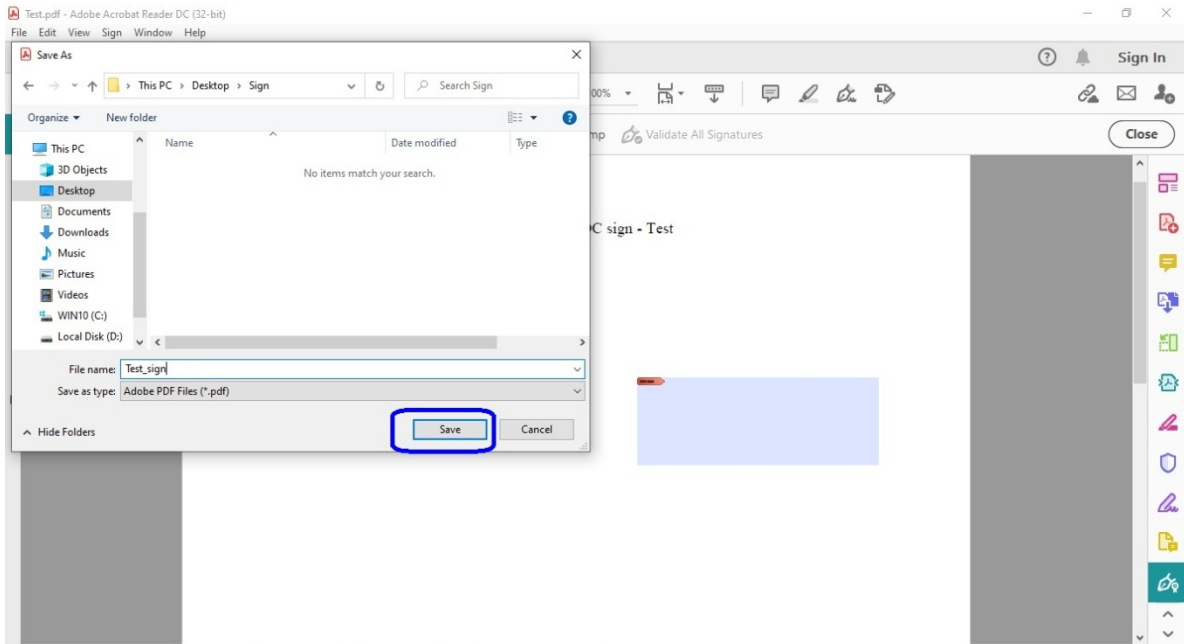 Test.pdf - Adobe Acrobat Reader DC (32-bit)
File Edit View Sign Window Help
Save As
Sign In
This PC > Desktop > Sign
Search Sign
00%
Organize New folder
mp Validate All Signatures
Close
Name Date modified Type
This PC
No items match your search.
3D Objects
Desktop
Documents
C sign - Test
Downloads
Music
Pictures
Videos
WIN10 (C:)
Local Disk (D:)
File name: Test_sign
Save as type: Adobe PDF Files (*.pdf)
Hide Folders
Save
Cancel